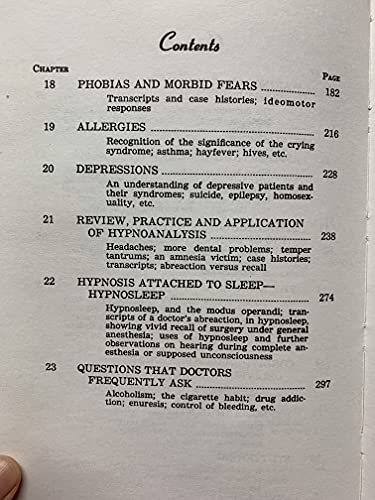 Contents
CHAPTER PAGE
18 PHOBIAS AND MORBID FEARS 182
Transcripts and case histories; ideomotor
responses
19 ALLERGIES 216
Recognition of the significance of the crying
syndrome; asthma; hayfever; hives, etc.
20 DEPRESSIONS 228
An understanding of depressive patients and
their syndromes; suicide, epilepsy, homosex-
uality, etc.
21 REVIEW, PRACTICE AND APPLICATION
OF HYPNOANALYSIS 238
Headaches; more dental problems; temper
tantrums; an amnesia victim; case histories;
transcripts; abreaction versus recall
22 HYPNOSIS ATTACHED TO SLEEP—
HYPNOSLEEP 274
Hypnosleep, and the modus operandi; tran-
scripts of a doctor's abreaction, in hypnosleep,
showing vivid recall of surgery under general
anesthesia; uses of hypnosleep and further
observations on hearing during complete an-
esthesia or supposed unconsciousness
23 QUESTIONS THAT DOCTORS
FREQUENTLY ASK 297
Alcoholism; the cigarette habit; drug addic-
tion; enuresis; control of bleeding, etc.